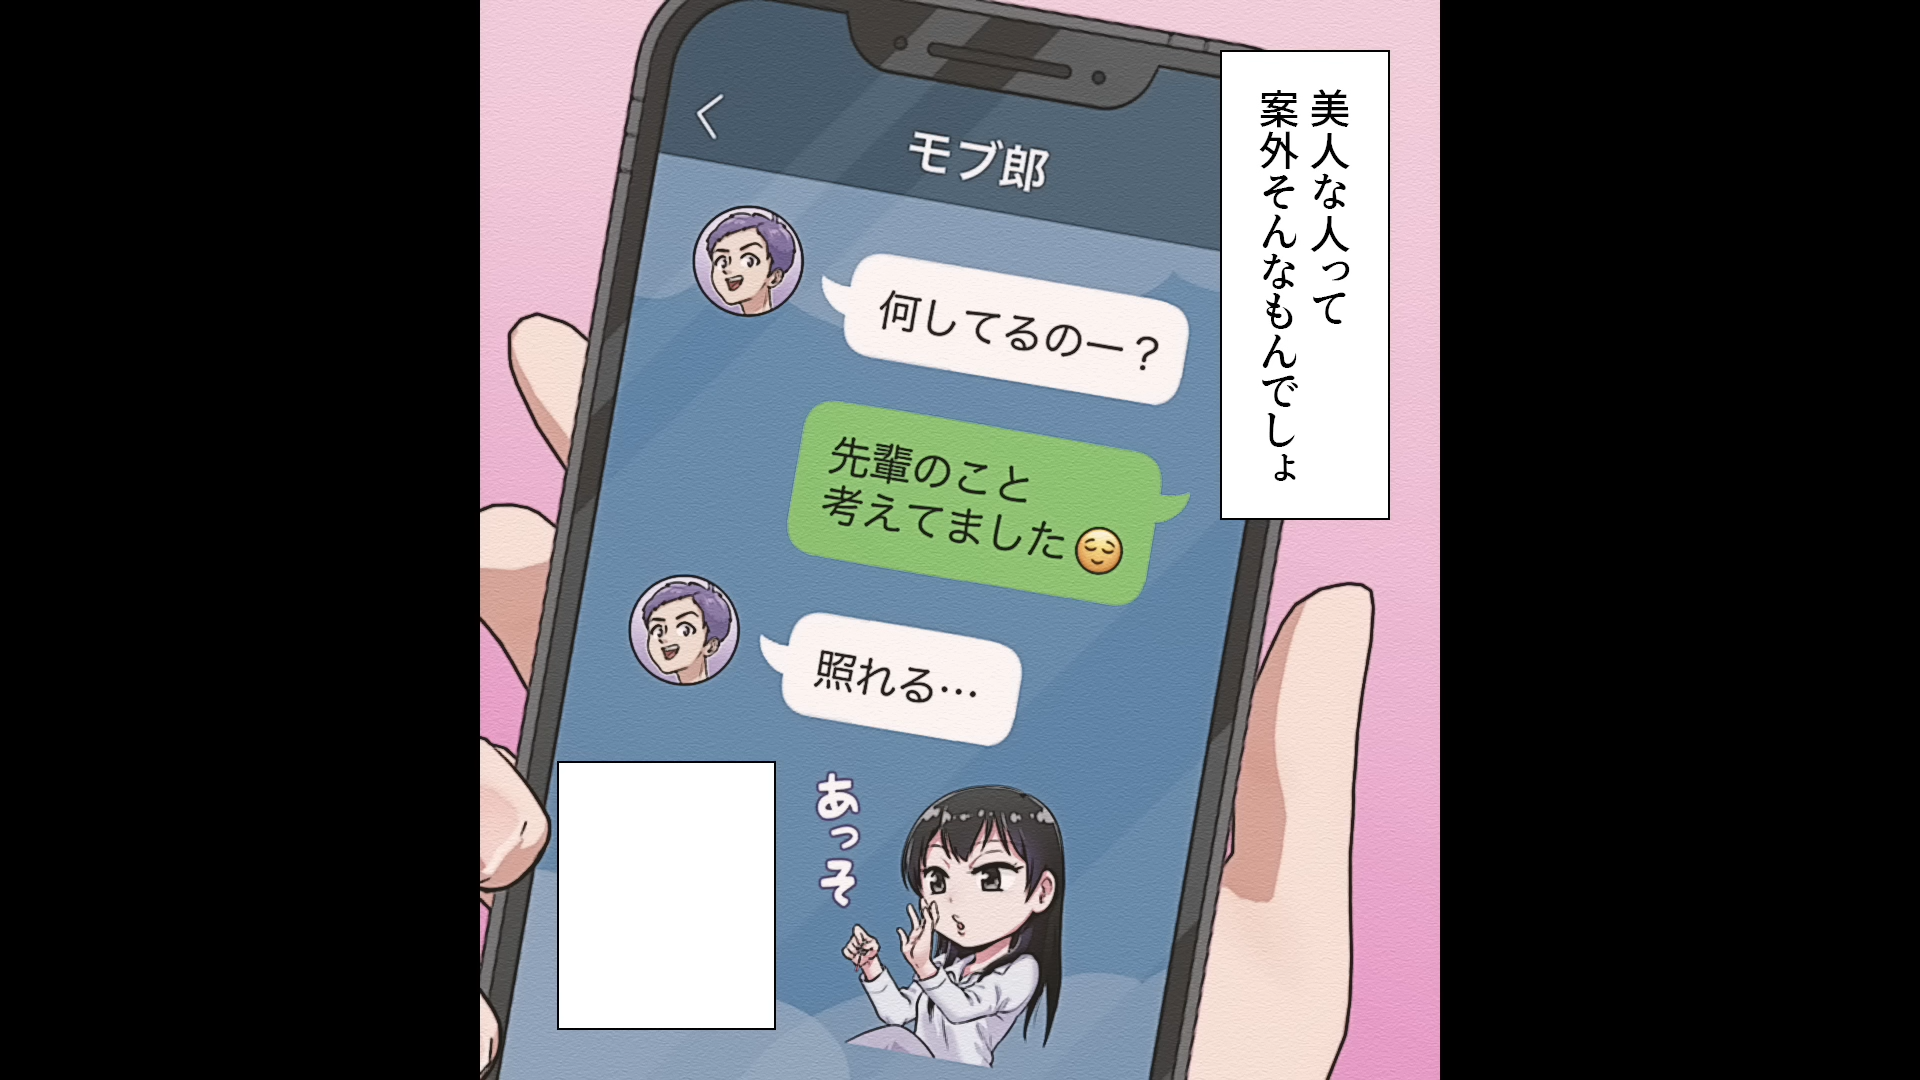 美人な人って
案外そんなもんでしょ
モブ郎
何してるのー？
先輩のこと
考えてました😌
照れる…
あっそ